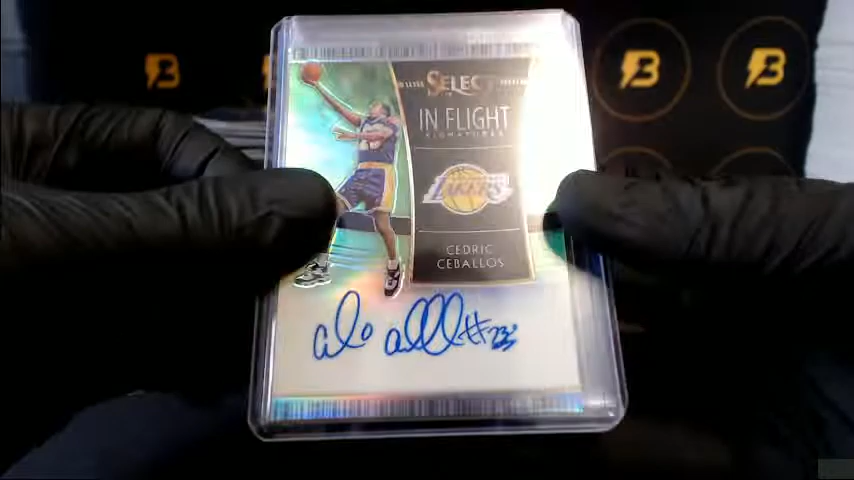 SELECT
IN FLIGHT
SIGNATURES
LAKERS
CEDRIC
CEBALLOS
#23
B
B
B